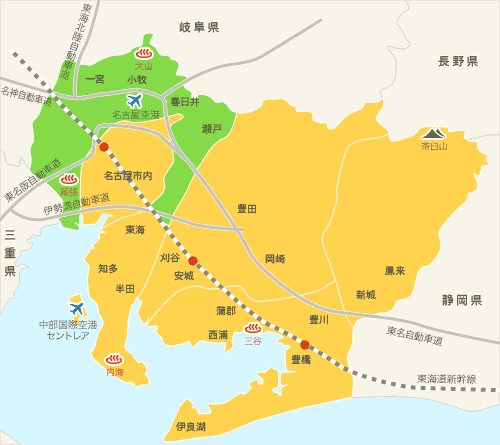 岐阜県
東海北陸自動車道
犬山
長野県
一宮
小牧
名神自動車道
春日井
名古屋空港
瀬戸
茶臼山
東名阪自動車道
名古屋市内
尾張
伊勢湾自動車道
豊田
東海
三重県
刈谷
岡崎
知多
安城
鳳来
半田
新城
静岡県
蒲郡
豊川
中部国際空港
セントレア
西浦
三谷
東名自動車道
豊橋
内海
東海道新幹線
伊良湖